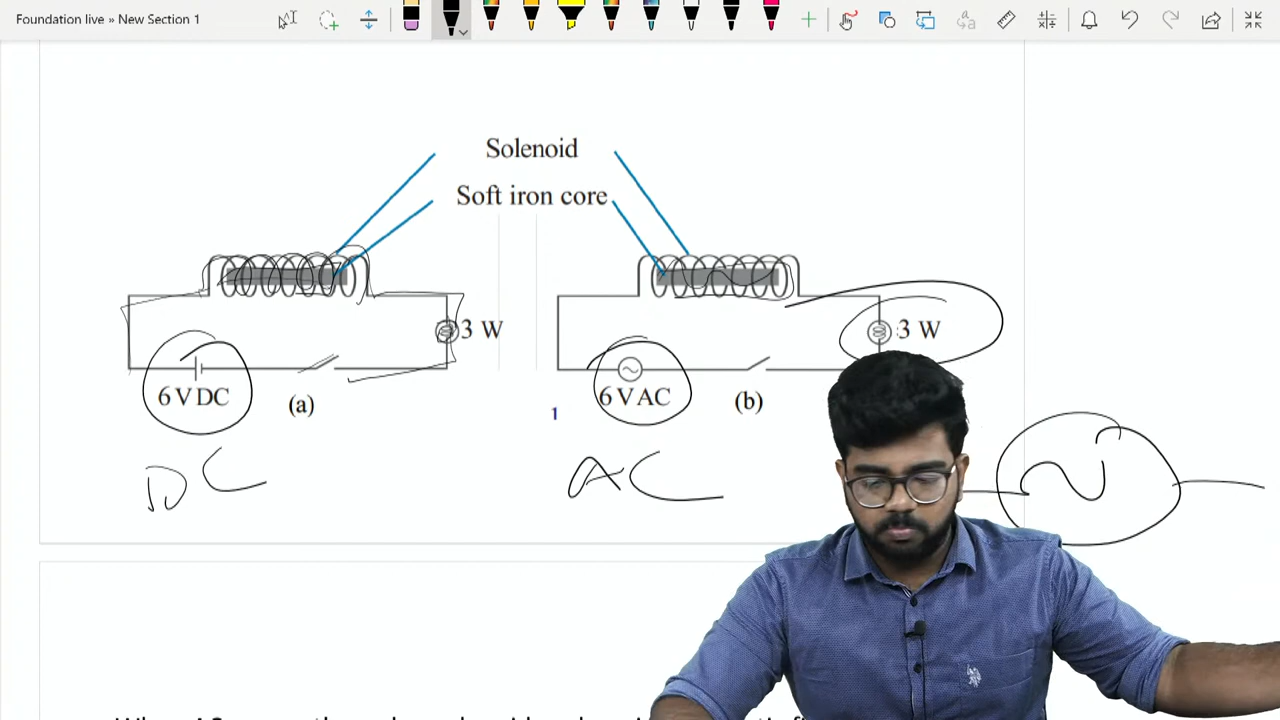 Foundation live » New Section 1
Solenoid
Soft iron core
3 W
3 W
6 V DC
(a)
6 V AC
(b)
1
DC
AC